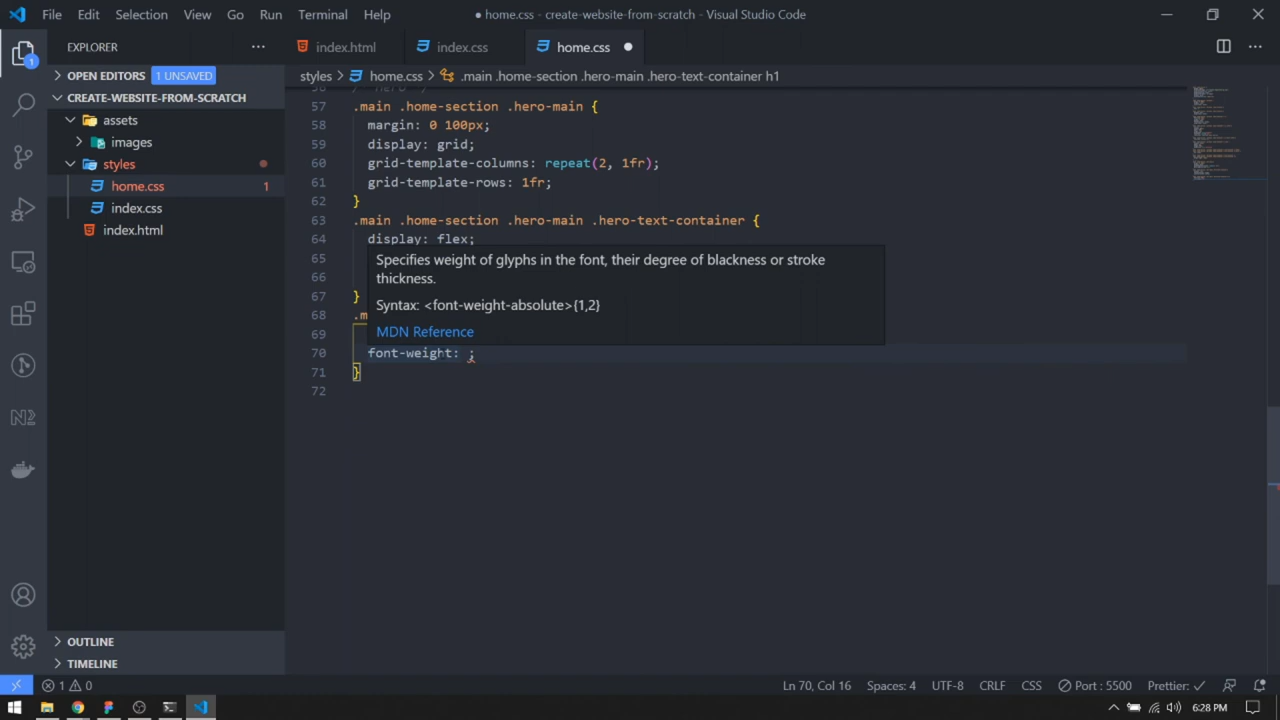 File Edit Selection View Go Run Terminal Help
● home.css - create-website-from-scratch - Visual Studio Code
EXPLORER
index.html
index.css
home.css
OPEN EDITORS 1 UNSAVED
styles > home.css > .main .home-section .hero-main .hero-text-container h1
CREATE-WEBSITE-FROM-SCRATCH
assets
images
styles
home.css 1
index.css
index.html
57 .main .home-section .hero-main {
58 margin: 0 100px;
59 display: grid;
60 grid-template-columns: repeat(2, 1fr);
61 grid-template-rows: 1fr;
62 }
63 .main .home-section .hero-main .hero-text-container {
64 display: flex;
65
66
67 }
68 .m
69
70 font-weight: ;
71 }
72
Specifies weight of glyphs in the font, their degree of blackness or stroke
thickness.
Syntax: <font-weight-absolute>{1,2}
MDN Reference
OUTLINE
TIMELINE
1 0
Ln 70, Col 16 Spaces: 4 UTF-8 CRLF CSS Port : 5500 Prettier: ✓
6:28 PM